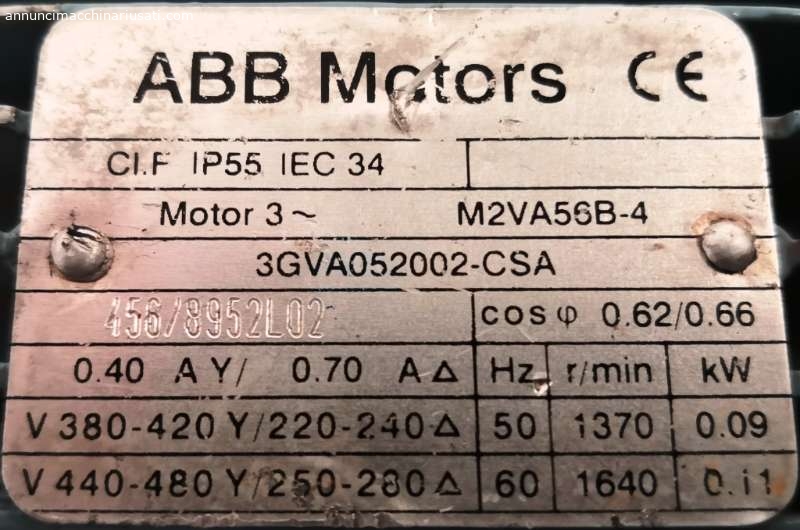 annuncimacchinariusati.com
ABB Motors CE
Cl.F IP55 IEC 34
Motor 3~ M2VA56B-4
3GVA052002-CSA
456/8952L02 cos φ 0.62/0.66
0.40 A Y/ 0.70 A Δ Hz r/min kW
V 380-420 Y/220-240 Δ 50 1370 0.09
V 440-480 Y/250-280 Δ 60 1640 0.11